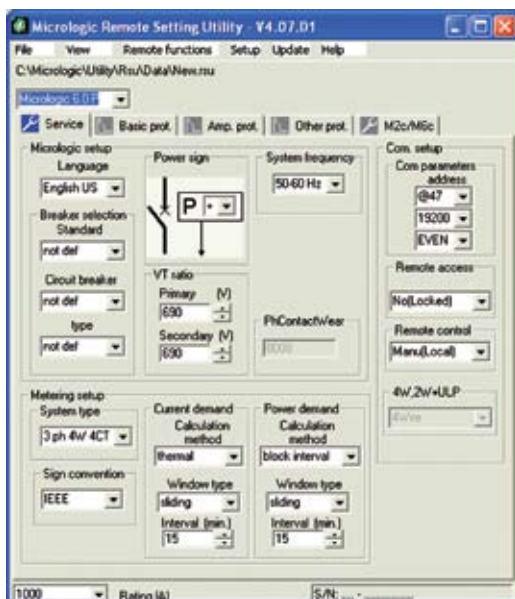 Micrologic Remote Setting Utility - V4.07.01
File View Remote functions Setup Update Help
C:\Micrologic\Utility\Rsu\Data\New.rsu
Micrologic 6.0 P
Service Basic prot. Amp. prot. Other prot. M2c/M6c
Micrologic setup
Language
English US
Breaker selection
Standard
not def
Circuit breaker
not def
type
not def
Power sign
P +
VT ratio
Primary (V)
690
Secondary (V)
690
System frequency
50-60 Hz
PhContactWear
0000
Com. setup
Com parameters
address
@47
19200
EVEN
Remote access
No(Locked)
Remote control
Manu(Local)
4W,2W+ULP
4Wire
Metering setup
System type
3 ph 4W 4CT
Sign convention
IEEE
Current demand
Calculation
method
thermal
Window type
sliding
Interval (min.)
15
Power demand
Calculation
method
block interval
Window type
sliding
Interval (min.)
15
1000 Rating (A)
S/N: __ - ______